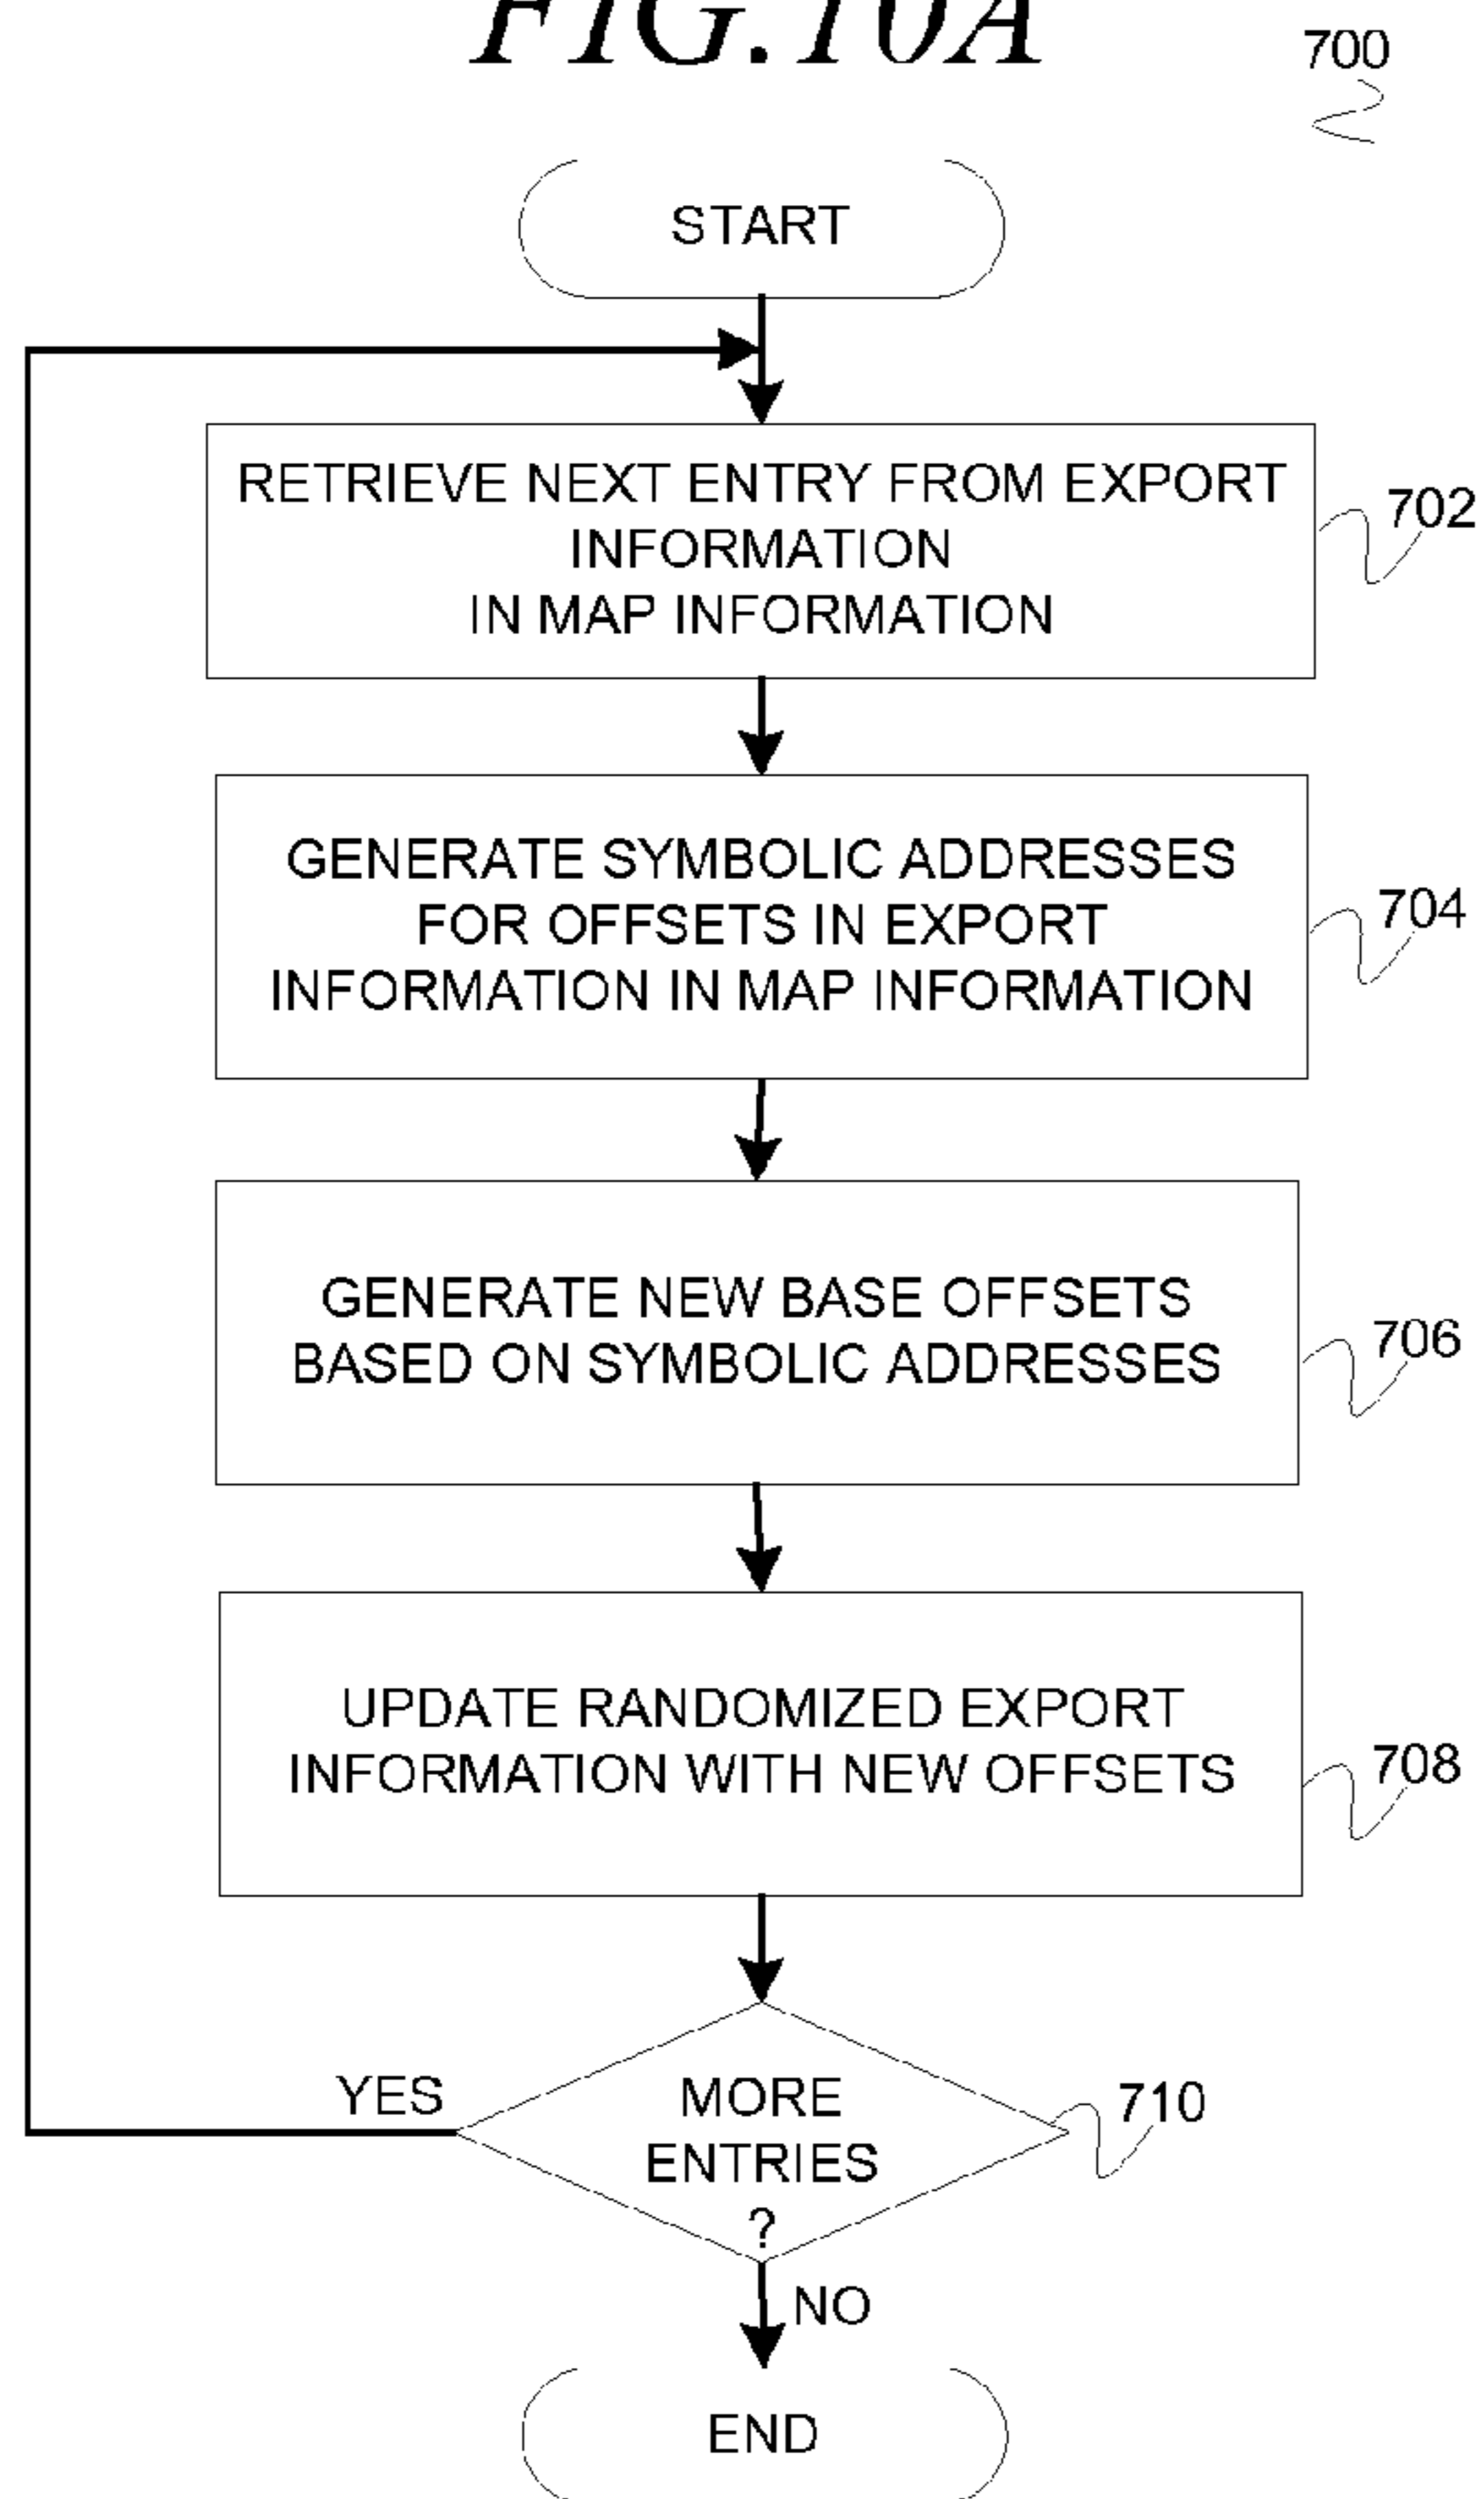 FIG. 10A
700
START
RETRIEVE NEXT ENTRY FROM EXPORT
INFORMATION
IN MAP INFORMATION
702
GENERATE SYMBOLIC ADDRESSES
FOR OFFSETS IN EXPORT
INFORMATION IN MAP INFORMATION
704
GENERATE NEW BASE OFFSETS
BASED ON SYMBOLIC ADDRESSES
706
UPDATE RANDOMIZED EXPORT
INFORMATION WITH NEW OFFSETS
708
YES
MORE
ENTRIES
?
710
NO
END